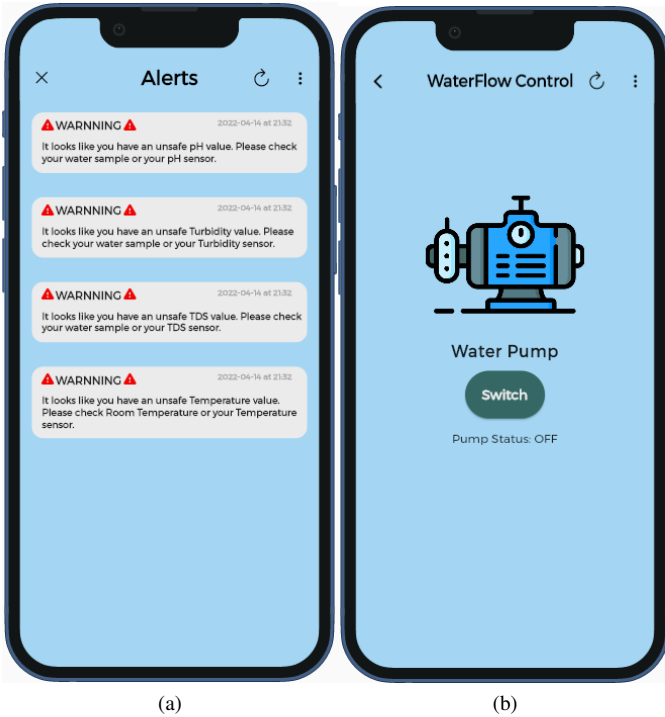 Alerts
WARNNING
2022-04-14 at 21:32
It looks like you have an unsafe pH value. Please check
your water sample or your pH sensor.
WARNNING
2022-04-14 at 21:32
It looks like you have an unsafe Turbidity value. Please
check your water sample or your Turbidity sensor.
WARNNING
2022-04-14 at 21:32
It looks like you have an unsafe TDS value. Please check
your water sample or your TDS sensor.
WARNNING
2022-04-14 at 21:32
It looks like you have an unsafe Temperature value.
Please check Room Temperature or your Temperature
sensor.
(a)
WaterFlow Control
Water Pump
Switch
Pump Status: OFF
(b)